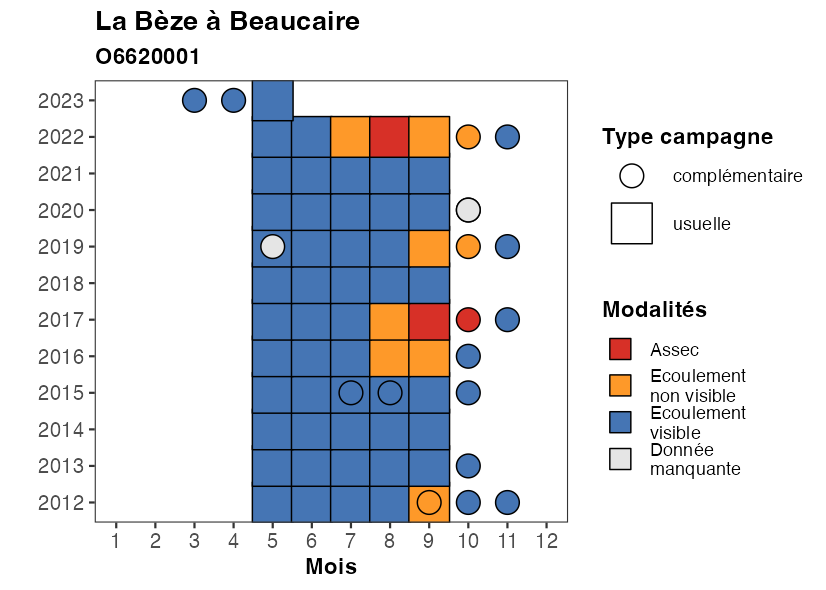 La Bèze à Beaucaire
O6620001
2023
2022
2021
2020
2019
2018
2017
2016
2015
2014
2013
2012
1 2 3 4 5 6 7 8 9 10 11 12
Mois
Type campagne
complémentaire
usuelle
Modalités
Assec
Ecoulement
non visible
Ecoulement
visible
Donnée
manquante